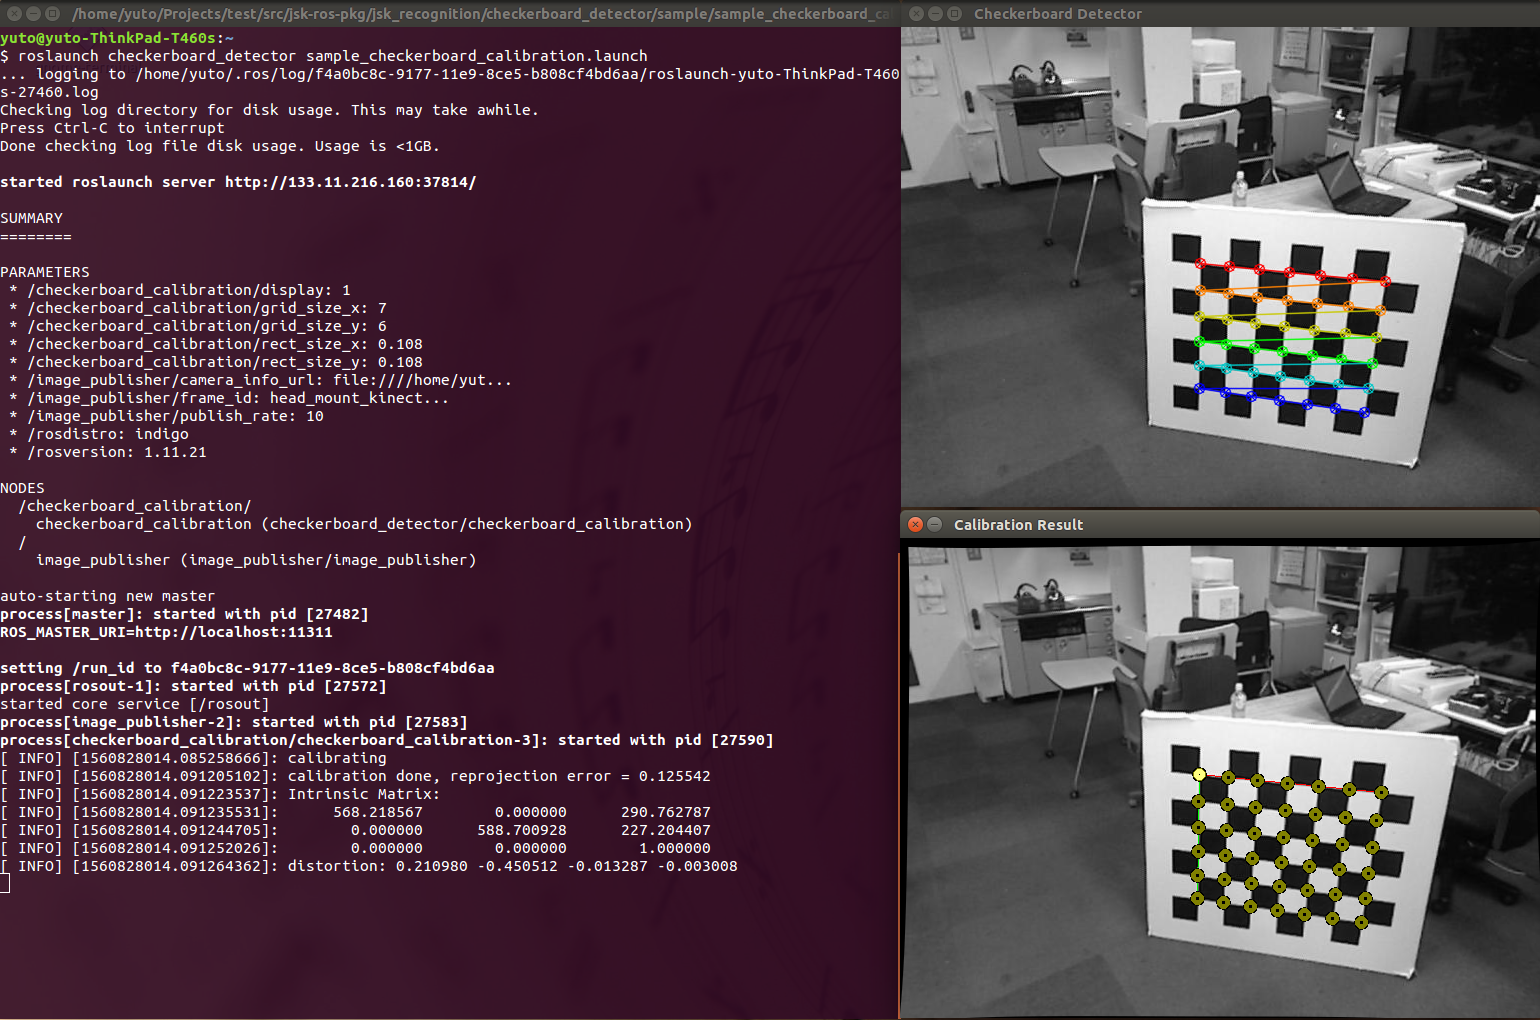 /home/yuto/Projects/test/src/jsk-ros-pkg/jsk_recognition/checkerboard_detector/sample/sample_checkerboard_ca
yuto@yuto-ThinkPad-T460s:~
$ roslaunch checkerboard_detector sample_checkerboard_calibration.launch
... logging to /home/yuto/.ros/log/f4a0bc8c-9177-11e9-8ce5-b808cf4bd6aa/roslaunch-yuto-ThinkPad-T460
s-27460.log
Checking log directory for disk usage. This may take awhile.
Press Ctrl-C to interrupt
Done checking log file disk usage. Usage is <1GB.
started roslaunch server http://133.11.216.160:37814/
SUMMARY
========
PARAMETERS
 * /checkerboard_calibration/display: 1
 * /checkerboard_calibration/grid_size_x: 7
 * /checkerboard_calibration/grid_size_y: 6
 * /checkerboard_calibration/rect_size_x: 0.108
 * /checkerboard_calibration/rect_size_y: 0.108
 * /image_publisher/camera_info_url: file:////home/yut...
 * /image_publisher/frame_id: head_mount_kinect...
 * /image_publisher/publish_rate: 10
 * /rosdistro: indigo
 * /rosversion: 1.11.21
NODES
  /checkerboard_calibration/
    checkerboard_calibration (checkerboard_detector/checkerboard_calibration)
  /
    image_publisher (image_publisher/image_publisher)
auto-starting new master
process[master]: started with pid [27482]
ROS_MASTER_URI=http://localhost:11311
setting /run_id to f4a0bc8c-9177-11e9-8ce5-b808cf4bd6aa
process[rosout-1]: started with pid [27572]
started core service [/rosout]
process[image_publisher-2]: started with pid [27583]
process[checkerboard_calibration/checkerboard_calibration-3]: started with pid [27590]
[ INFO] [1560828014.085258666]: calibrating
[ INFO] [1560828014.091205102]: calibration done, reprojection error = 0.125542
[ INFO] [1560828014.091223537]: Intrinsic Matrix:
[ INFO] [1560828014.091235531]:      568.218567        0.000000      290.762787
[ INFO] [1560828014.091244705]:        0.000000      588.700928      227.204407
[ INFO] [1560828014.091252026]:        0.000000        0.000000        1.000000
[ INFO] [1560828014.091264362]: distortion: 0.210980 -0.450512 -0.013287 -0.003008
Checkerboard Detector
Calibration Result